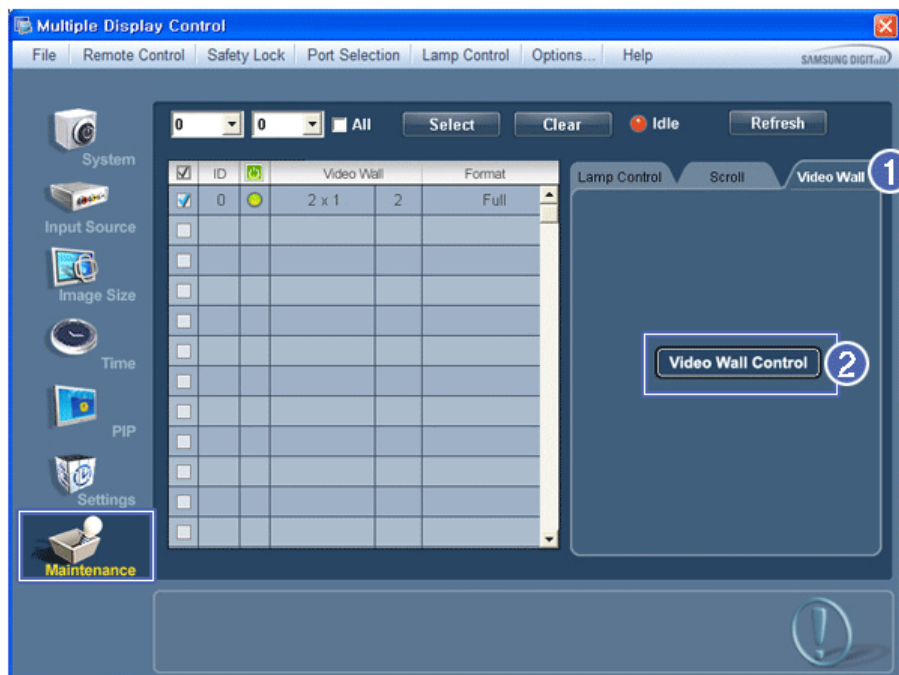 Multiple Display Control
File Remote Control Safety Lock Port Selection Lamp Control Options... Help SAMSUNG DIGITall
0 0 All Select Clear Idle Refresh
System
Input Source
Image Size
Time
PIP
Settings
Maintenance
ID Video Wall Format
0 2 x 1 2 Full
Lamp Control Scroll Video Wall 1
Video Wall Control 2